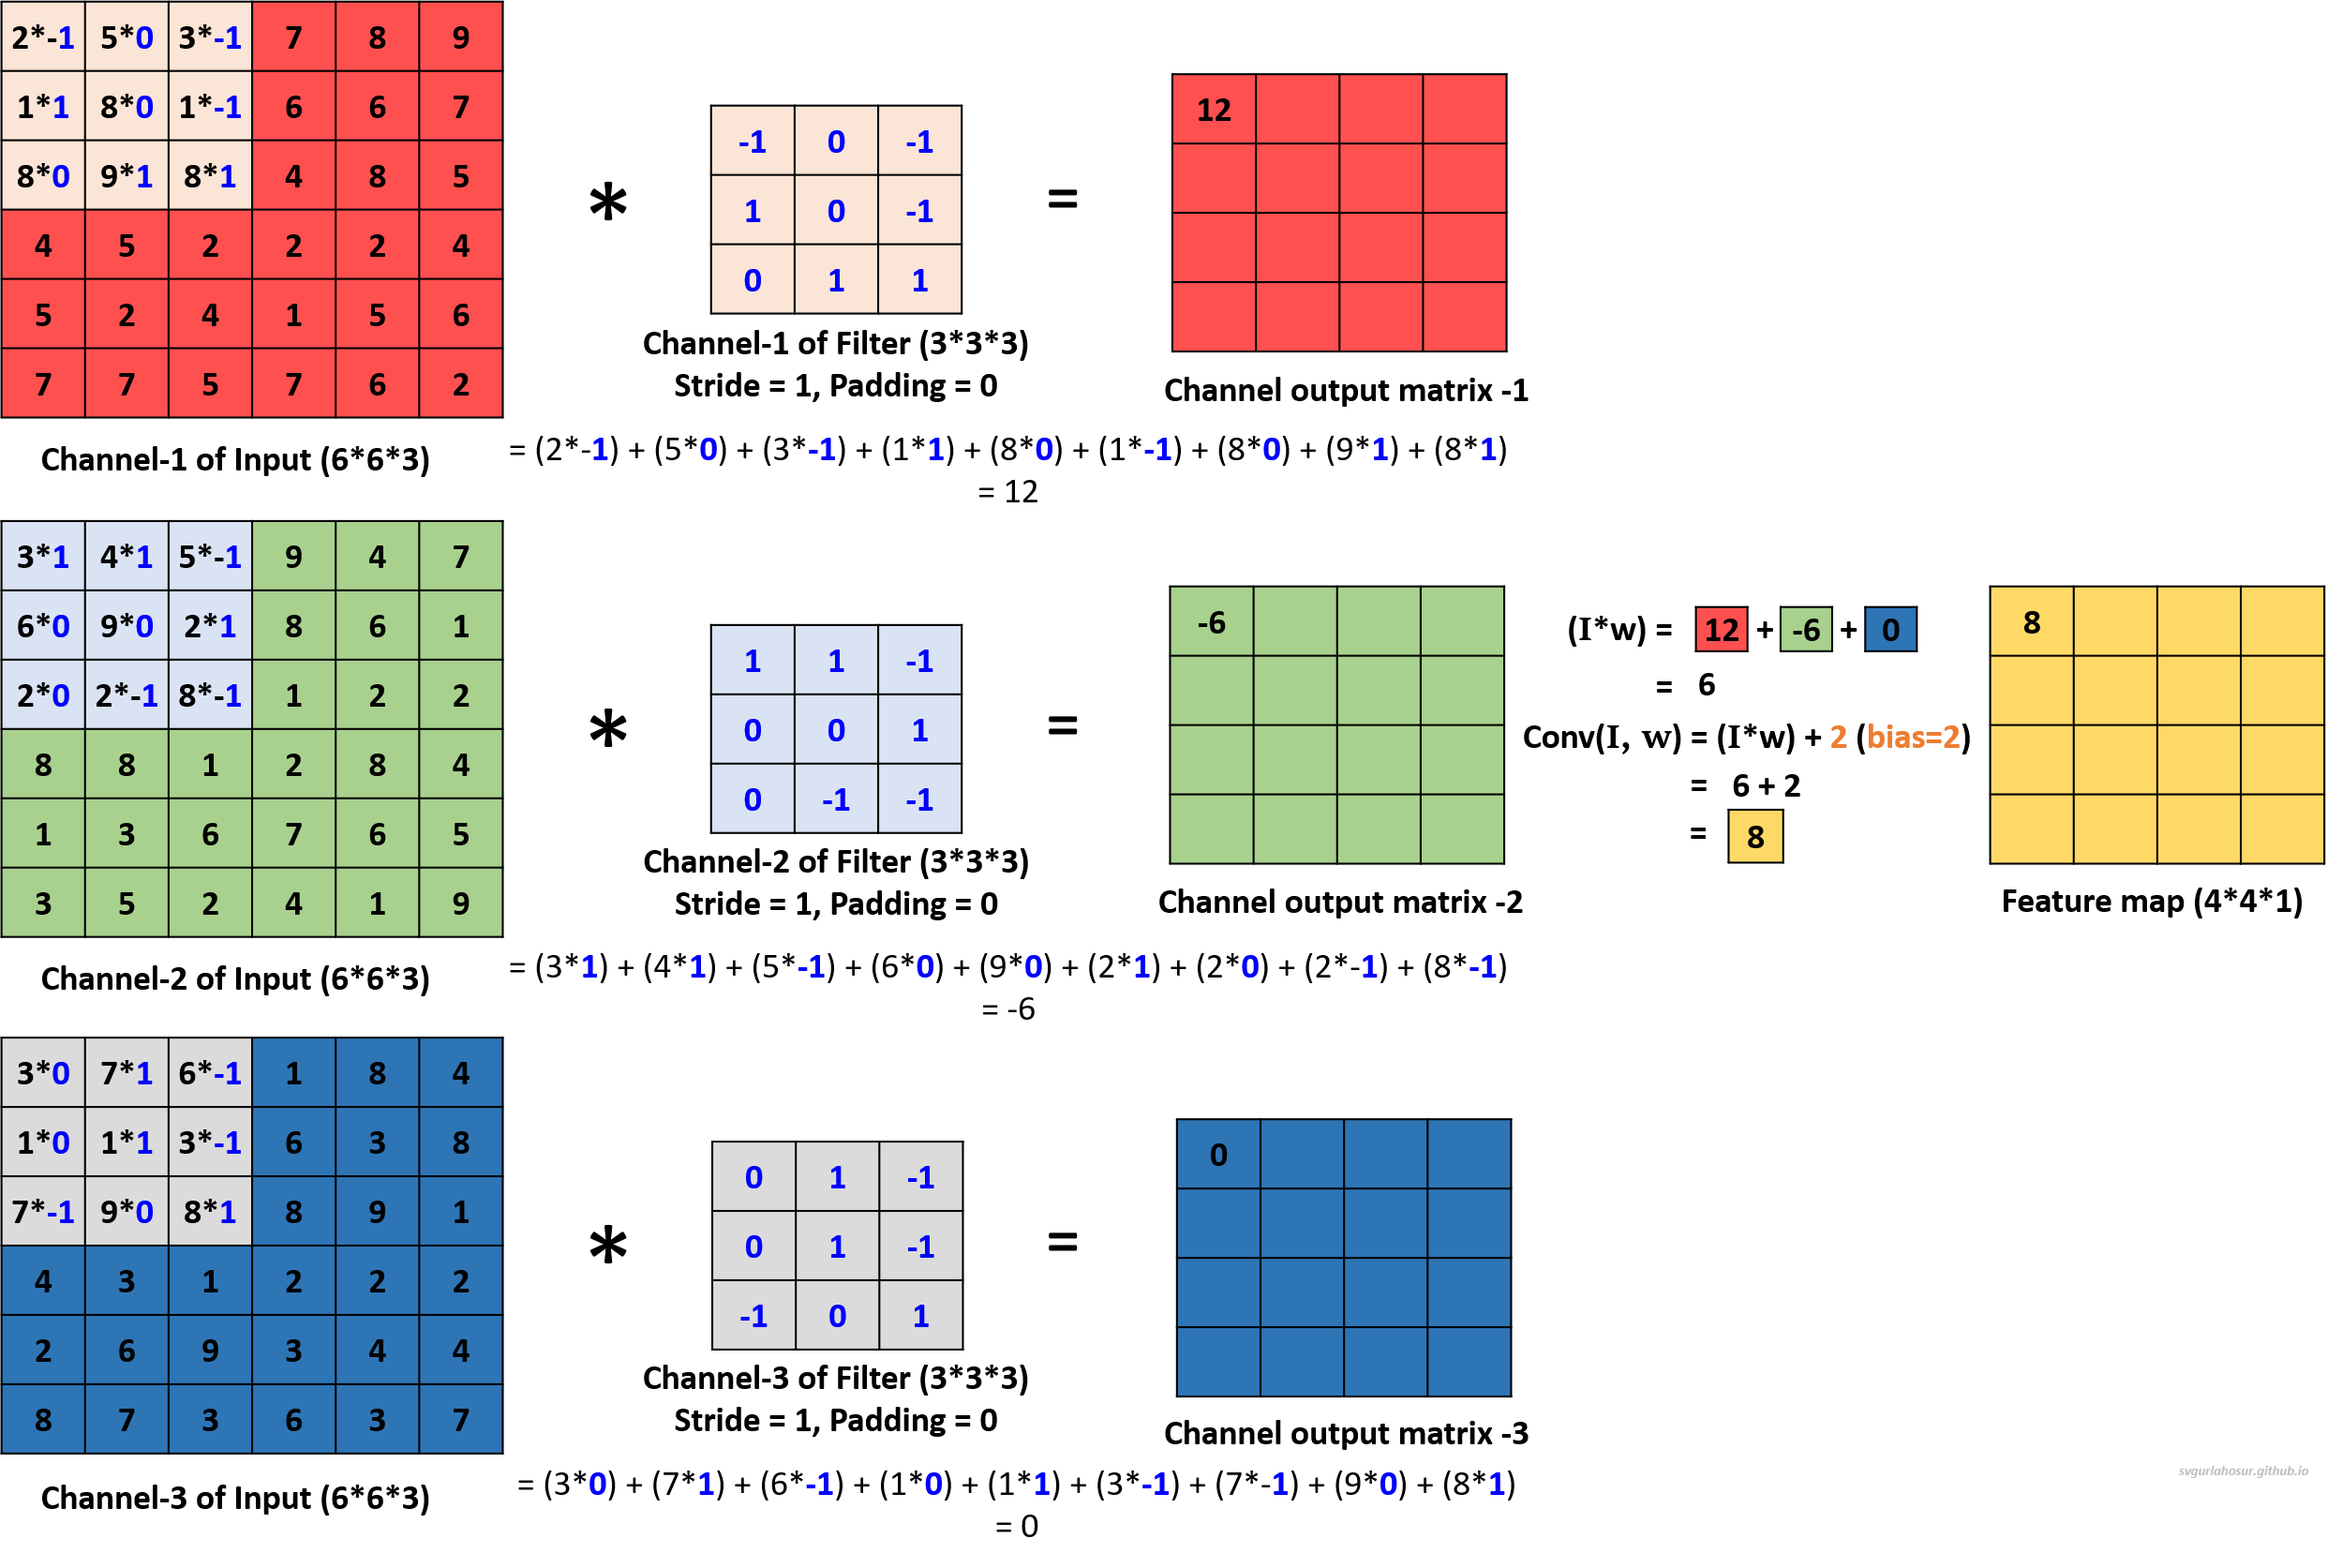 2*-1 5*0 3*-1 7 8 9
1*1 8*0 1*-1 6 6 7
8*0 9*1 8*1 4 8 5
4 5 2 2 2 4
5 2 4 1 5 6
7 7 5 7 6 2
Channel-1 of Input (6*6*3)
*
-1 0 -1
1 0 -1
0 1 1
Channel-1 of Filter (3*3*3)
Stride = 1, Padding = 0
=
12
Channel output matrix -1
= (2*-1) + (5*0) + (3*-1) + (1*1) + (8*0) + (1*-1) + (8*0) + (9*1) + (8*1)
= 12
3*1 4*1 5*-1 9 4 7
6*0 9*0 2*1 8 6 1
2*0 2*-1 8*-1 1 2 2
8 8 1 2 8 4
1 3 6 7 6 5
3 5 2 4 1 9
Channel-2 of Input (6*6*3)
*
1 1 -1
0 0 1
0 -1 -1
Channel-2 of Filter (3*3*3)
Stride = 1, Padding = 0
=
-6
Channel output matrix -2
= (3*1) + (4*1) + (5*-1) + (6*0) + (9*0) + (2*1) + (2*0) + (2*-1) + (8*-1)
= -6
(I*w) = 12 + -6 + 0
= 6
Conv(I, w) = (I*w) + 2 (bias=2)
= 6 + 2
= 8
8
Feature map (4*4*1)
3*0 7*1 6*-1 1 8 4
1*0 1*1 3*-1 6 3 8
7*-1 9*0 8*1 8 9 1
4 3 1 2 2 2
2 6 9 3 4 4
8 7 3 6 3 7
Channel-3 of Input (6*6*3)
*
0 1 -1
0 1 -1
-1 0 1
Channel-3 of Filter (3*3*3)
Stride = 1, Padding = 0
=
0
Channel output matrix -3
= (3*0) + (7*1) + (6*-1) + (1*0) + (1*1) + (3*-1) + (7*-1) + (9*0) + (8*1)
= 0
svgurlahosur.github.io